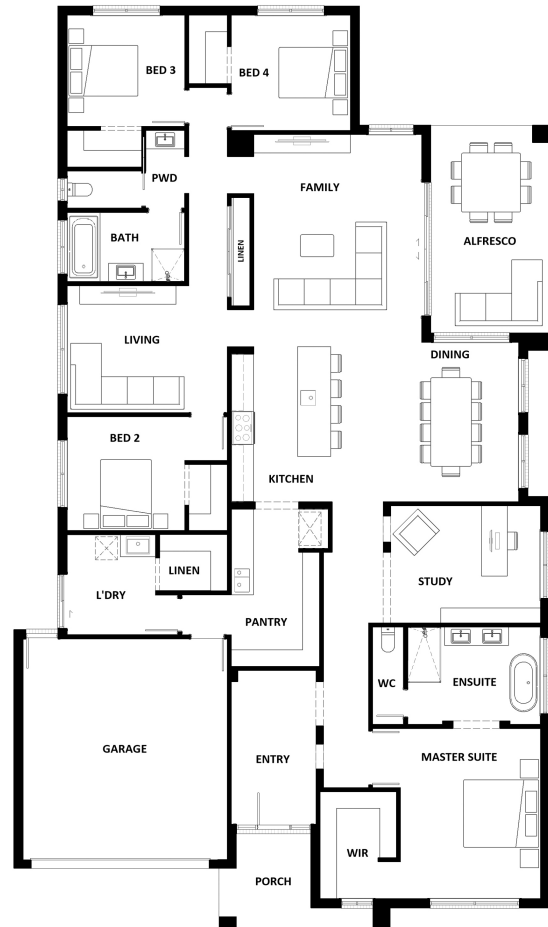 BED 3
BED 4
PWD
FAMILY
BATH
LINEN
ALFRESCO
LIVING
DINING
BED 2
KITCHEN
LINEN
L'DRY
STUDY
PANTRY
WC
ENSUITE
GARAGE
ENTRY
MASTER SUITE
WIR
PORCH